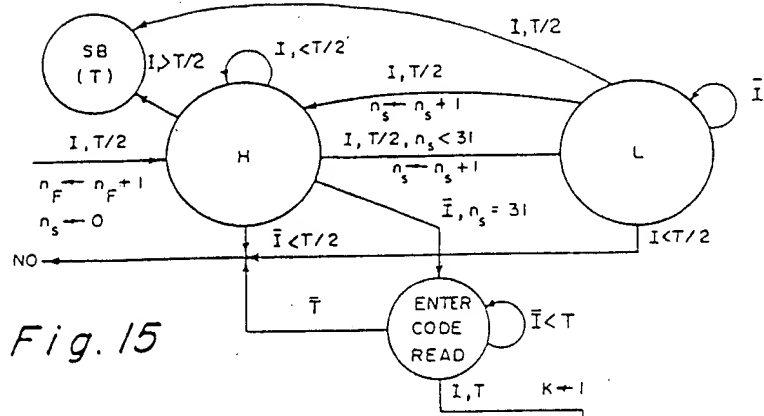 I, T/2
SB
(T)
I, > T/2
I, < T/2
I, T/2
n_s ← n_s + 1
Ī
I, T/2
n_F ← n_F + 1
n_s ← 0
H
I, T/2, n_s < 31
n_s ← n_s + 1
L
Ī, n_s = 31
Ī < T/2
I < T/2
NO
T̄
ENTER
CODE
READ
Ī < T
I, T
K ← 1
Fig. 15